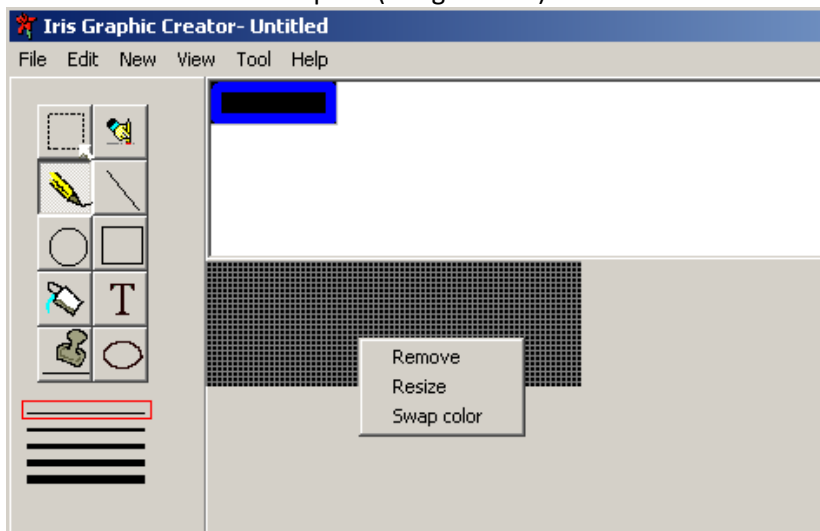 Iris Graphic Creator- Untitled
File Edit New View Tool Help
T
Remove
Resize
Swap color